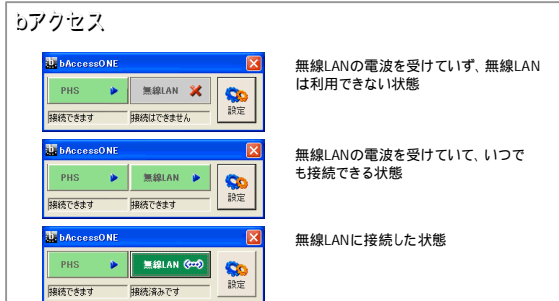 bアクセス
bAccessONE
PHS 無線LAN
設定
接続できます 接続はできません
無線LANの電波を受けていず、無線LAN
は利用できない状態
bAccessONE
PHS 無線LAN
設定
接続できます 接続できます
無線LANの電波を受けていて、いつで
も接続できる状態
bAccessONE
PHS 無線LAN
設定
接続できます 接続済みです
無線LANに接続した状態